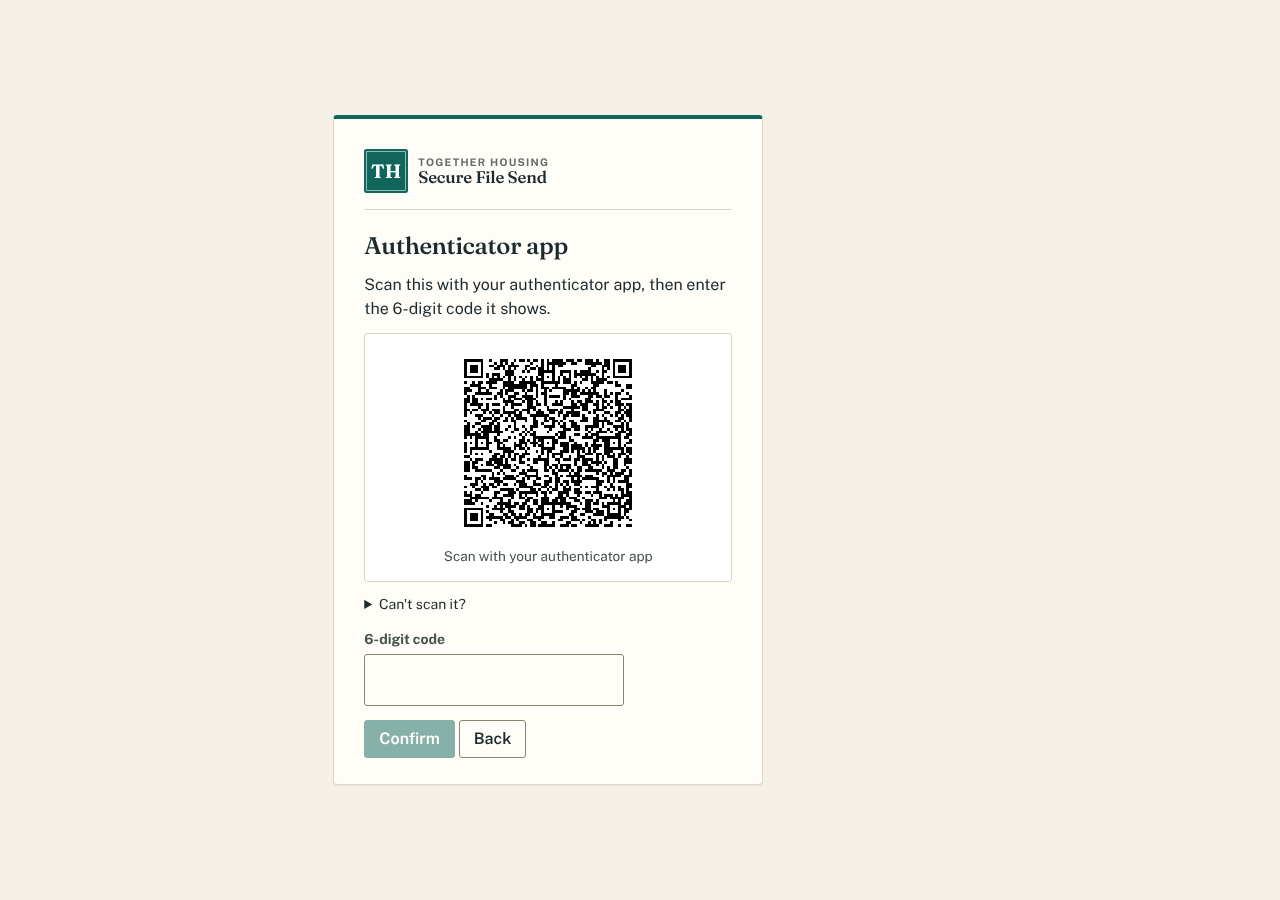 TH
TOGETHER HOUSING
Secure File Send
Authenticator app
Scan this with your authenticator app, then enter
the 6-digit code it shows.
Scan with your authenticator app
Can't scan it?
6-digit code
Confirm
Back